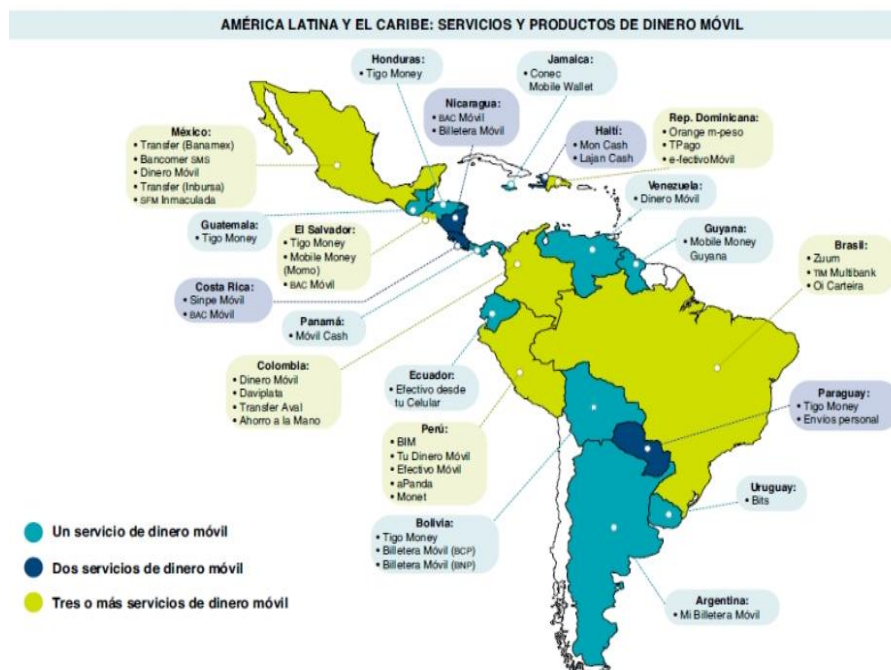 AMÉRICA LATINA Y EL CARIBE: SERVICIOS Y PRODUCTOS DE DINERO MÓVIL
Honduras:
• Tigo Money
Jamaica:
• Conec
Mobile Wallet
Nicaragua:
• BAC Móvil
• Billetera Móvil
Haití:
• Mon Cash
• Lajan Cash
Rep. Dominicana:
• Orange m-peso
• TPago
• e-fectivoMóvil
México:
• Transfer (Banamex)
• Bancomer SMS
• Dinero Móvil
• Transfer (Inbursa)
• SFM Inmaculada
Venezuela:
• Dinero Móvil
Guatemala:
• Tigo Money
El Salvador:
• Tigo Money
• Mobile Money
(Momo)
• BAC Móvil
Guyana:
• Mobile Money
Guyana
Brasil:
• Zuum
• TIM Multibank
• Oi Carteira
Costa Rica:
• Sinpe Móvil
• BAC Móvil
Panamá:
• Móvil Cash
Colombia:
• Dinero Móvil
• Daviplata
• Transfer Aval
• Ahorro a la Mano
Ecuador:
• Efectivo desde
tu Celular
Paraguay:
• Tigo Money
• Envíos personal
Perú:
• BIM
• Tu Dinero Móvil
• Efectivo Móvil
• aPanda
• Monet
Uruguay:
• Bits
Bolivia:
• Tigo Money
• Billetera Móvil (BCP)
• Billetera Móvil (BNP)
Argentina:
• Mi Billetera Móvil
Un servicio de dinero móvil
Dos servicios de dinero móvil
Tres o más servicios de dinero móvil